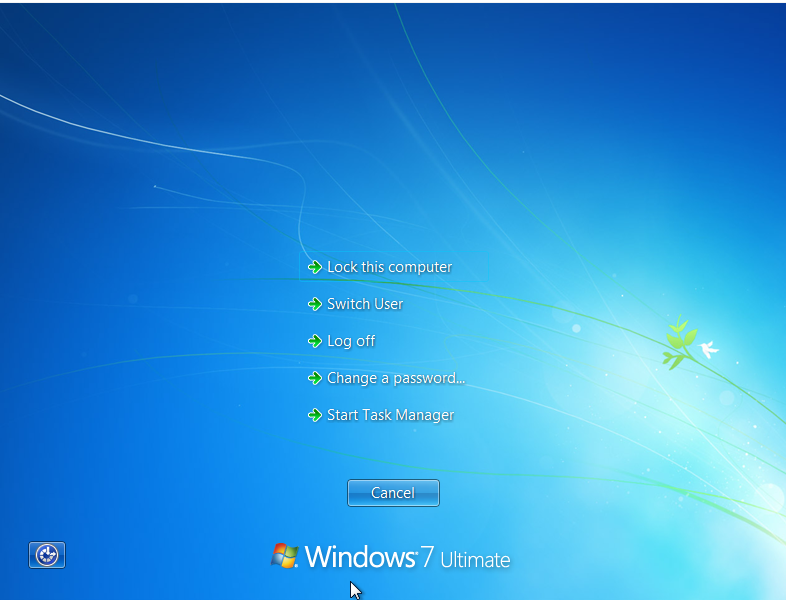 Lock this computer
Switch User
Log off
Change a password...
Start Task Manager
Cancel
Windows 7 Ultimate